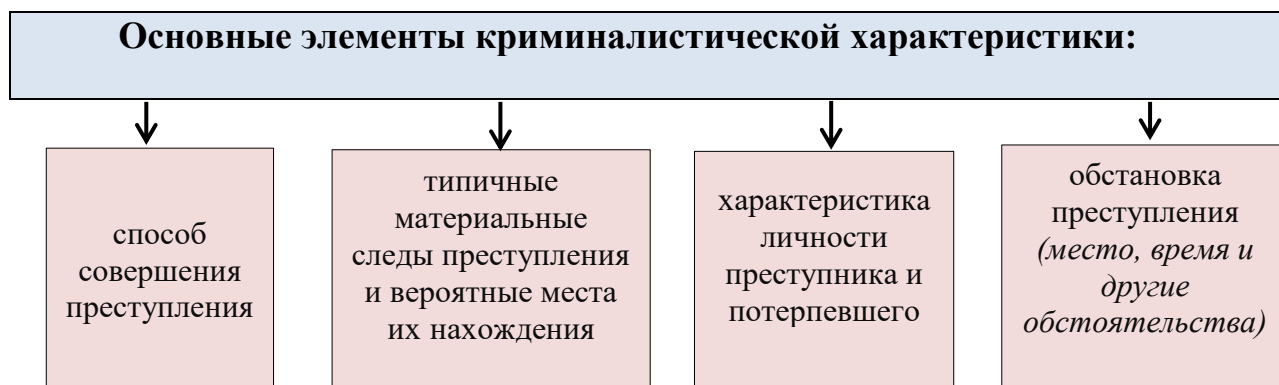 Основные элементы криминалистической характеристики:
способ
совершения
преступления
типичные
материальные
следы преступления
и вероятные места
их нахождения
характеристика
личности
преступника и
потерпевшего
обстановка
преступления
(место, время и
другие
обстоятельства)